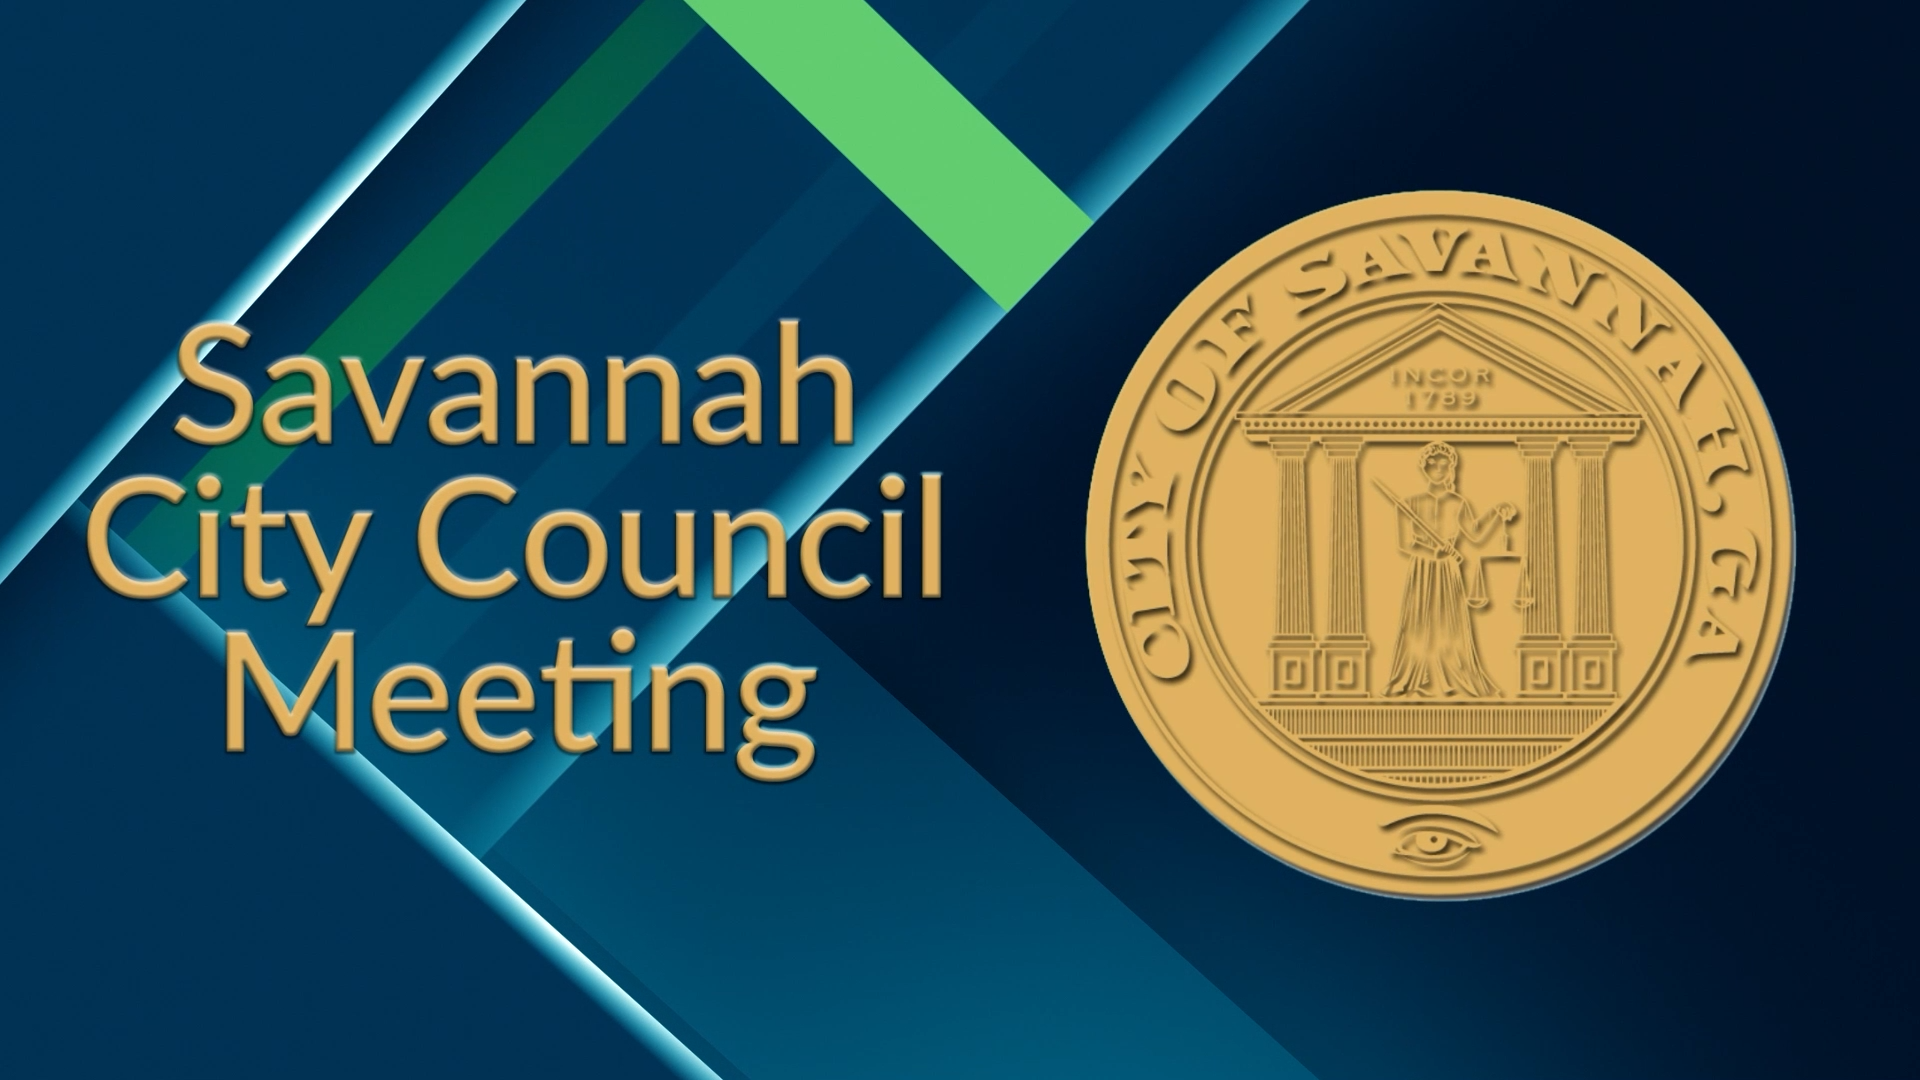 Savannah
City Council
Meeting
CITY OF SAVANNAH, GA
INCOR
1789